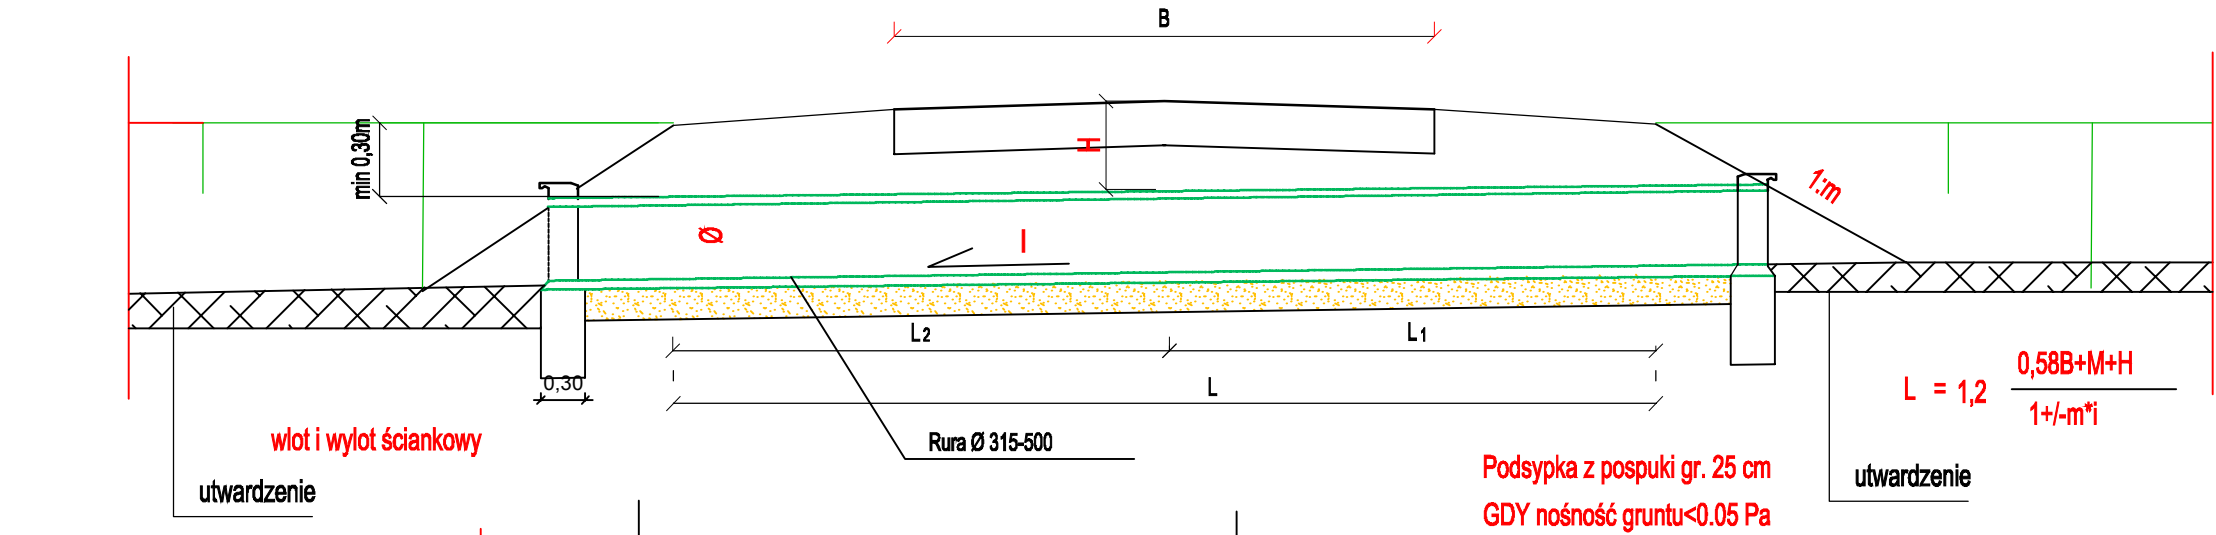 B
min 0,30m
H
1:m
Ø
I
L2
L1
0,30
L
0,58B+M+H
L = 1,2
1+/-m*i
wlot i wylot ściankowy
Rura Ø 315-500
Podsypka z pospuki gr. 25 cm
utwardzenie
utwardzenie
GDY nośność gruntu<0.05 Pa